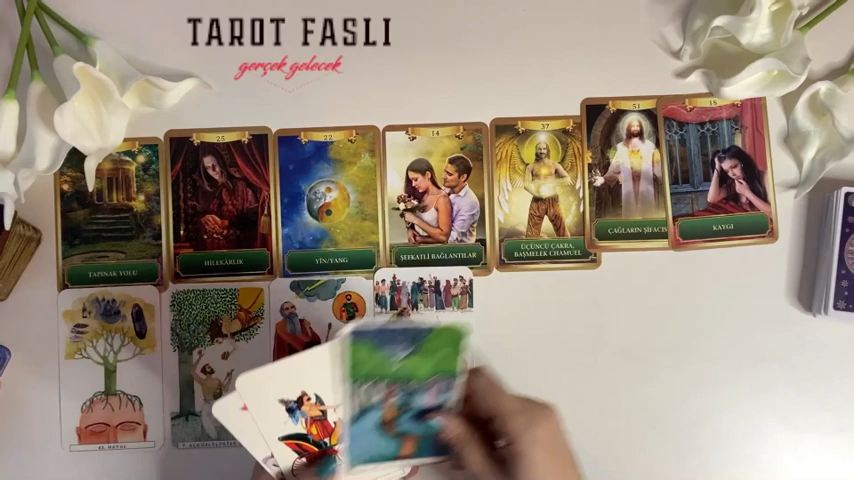 TAROT FASLI
gerçek gelecek
25
22
14
37
51
18
TAPINAK YOLU
HİLEKÂRLIK
YİN/YANG
ŞEFKATLİ BAĞLANTILAR
ÜÇÜNCÜ ÇAKRA,
BAŞMELEK CHAMUEL
ÇAĞLARIN ŞİFACIS
KAYGI